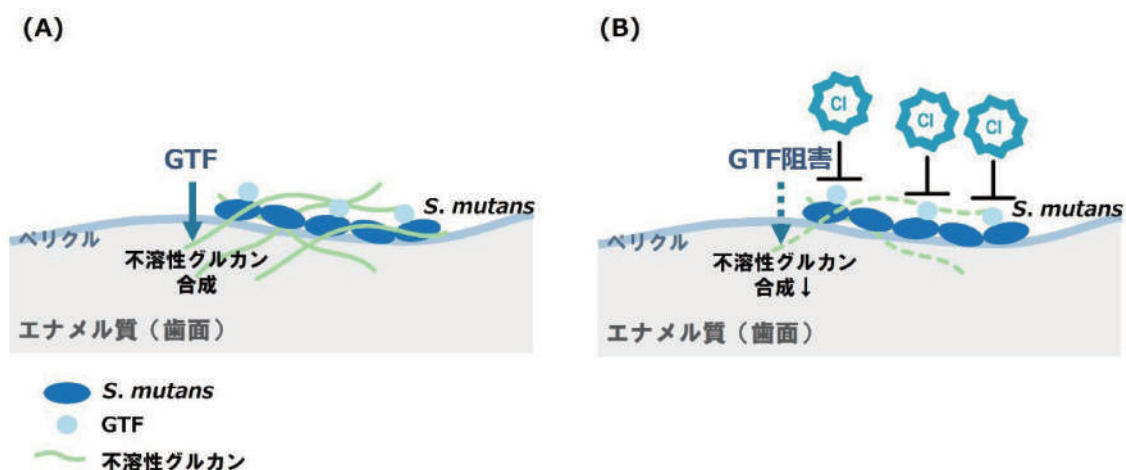 (A)
GTF
S. mutans
ペリクル
不溶性グルカン
合成
エナメル質（歯面）
S. mutans
GTF
不溶性グルカン
(B)
CI
CI
CI
GTF阻害
S. mutans
ペリクル
不溶性グルカン
合成↓
エナメル質（歯面）